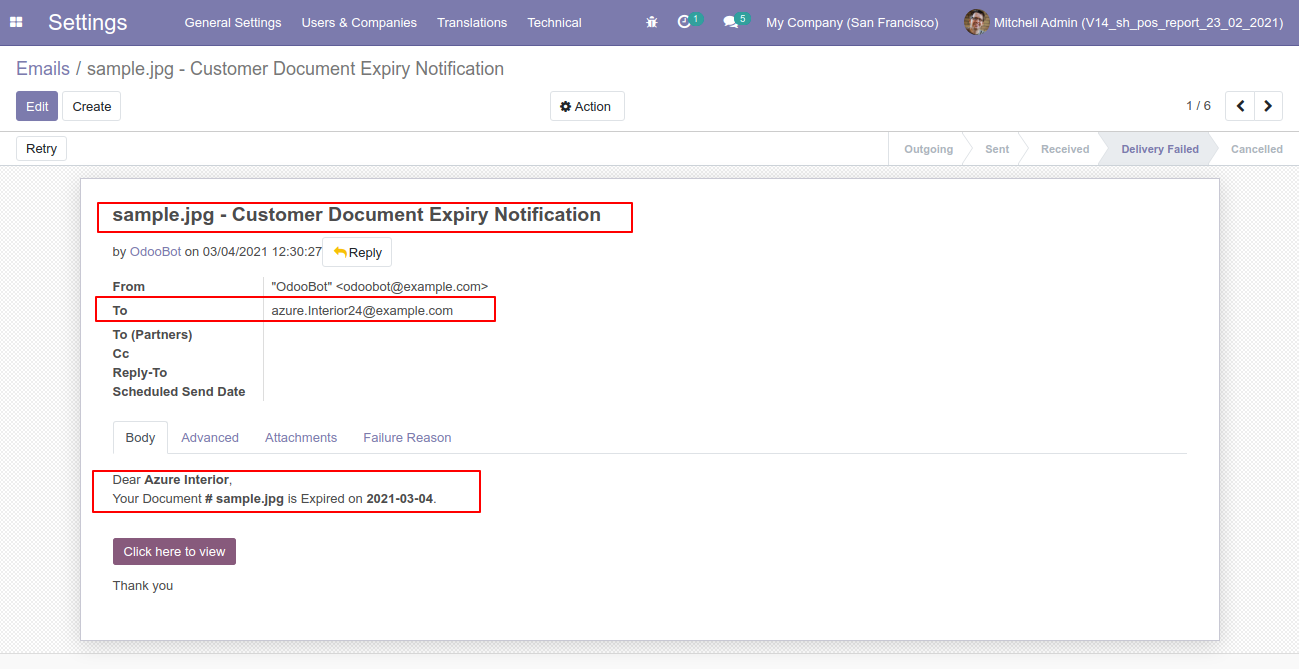 Settings General Settings Users & Companies Translations Technical 1 5 My Company (San Francisco) Mitchell Admin (V14_sh_pos_report_23_02_2021)
Emails / sample.jpg - Customer Document Expiry Notification
Edit Create Action 1 / 6
Retry Outgoing Sent Received Delivery Failed Cancelled
sample.jpg - Customer Document Expiry Notification
by OdooBot on 03/04/2021 12:30:27 Reply
From "OdooBot" <odoobot@example.com>
To azure.Interior24@example.com
To (Partners)
Cc
Reply-To
Scheduled Send Date
Body Advanced Attachments Failure Reason
Dear Azure Interior,
Your Document # sample.jpg is Expired on 2021-03-04.
Click here to view
Thank you